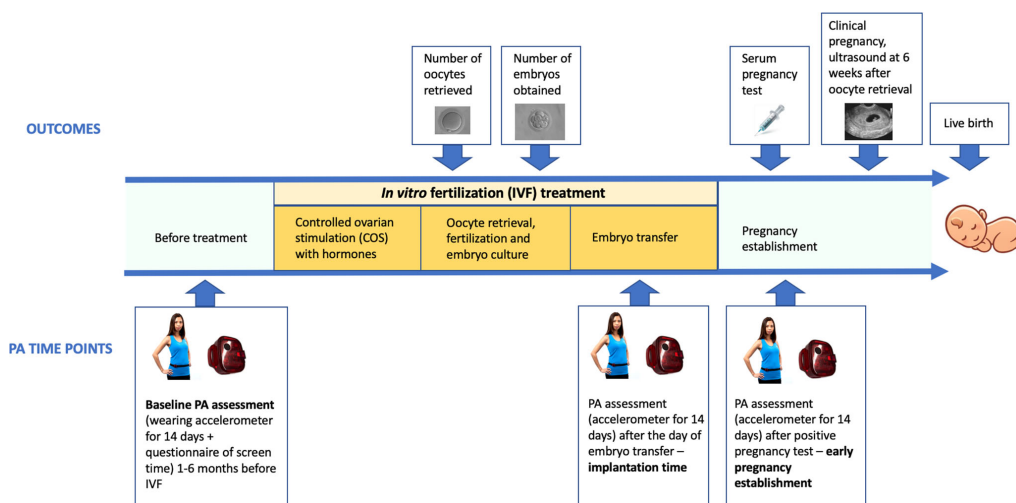 Number of
oocytes
retrieved
Number of
embryos
obtained
Serum
pregnancy
test
Clinical
pregnancy,
ultrasound at 6
weeks after
oocyte retrieval
Live birth
OUTCOMES
In vitro fertilization (IVF) treatment
Before treatment
Controlled ovarian
stimulation (COS)
with hormones
Oocyte retrieval,
fertilization and
embryo culture
Embryo transfer
Pregnancy
establishment
PA TIME POINTS
Baseline PA assessment
(wearing accelerometer
for 14 days +
questionnaire of screen
time) 1-6 months before
IVF
PA assessment
(accelerometer for 14
days) after the day of
embryo transfer –
implantation time
PA assessment
(accelerometer for 14
days) after positive
pregnancy test – early
pregnancy
establishment